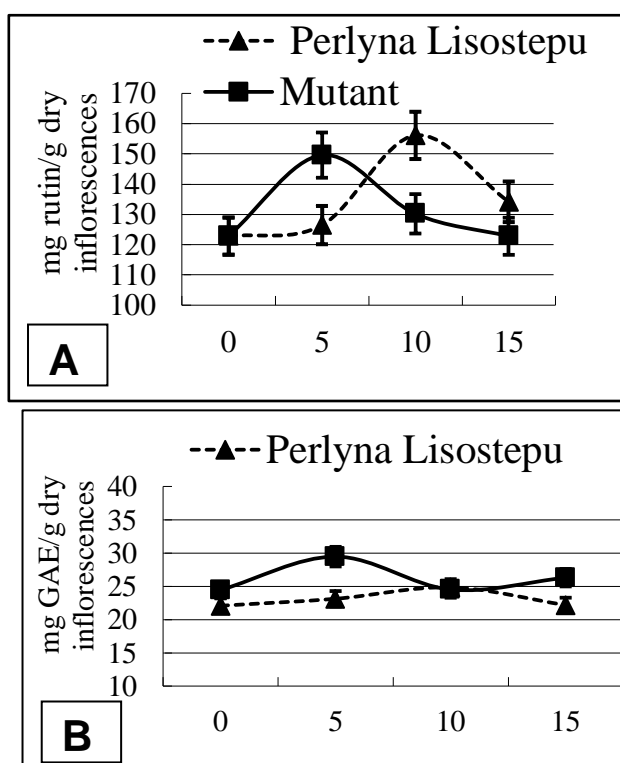 Perlyna Lisostepu
Mutant
mg rutin/g dry
inflorescences
170
160
150
140
130
120
110
100
0 5 10 15
A
Perlyna Lisostepu
mg GAE/g dry
inflorescences
40
35
30
25
20
15
10
0 5 10 15
B